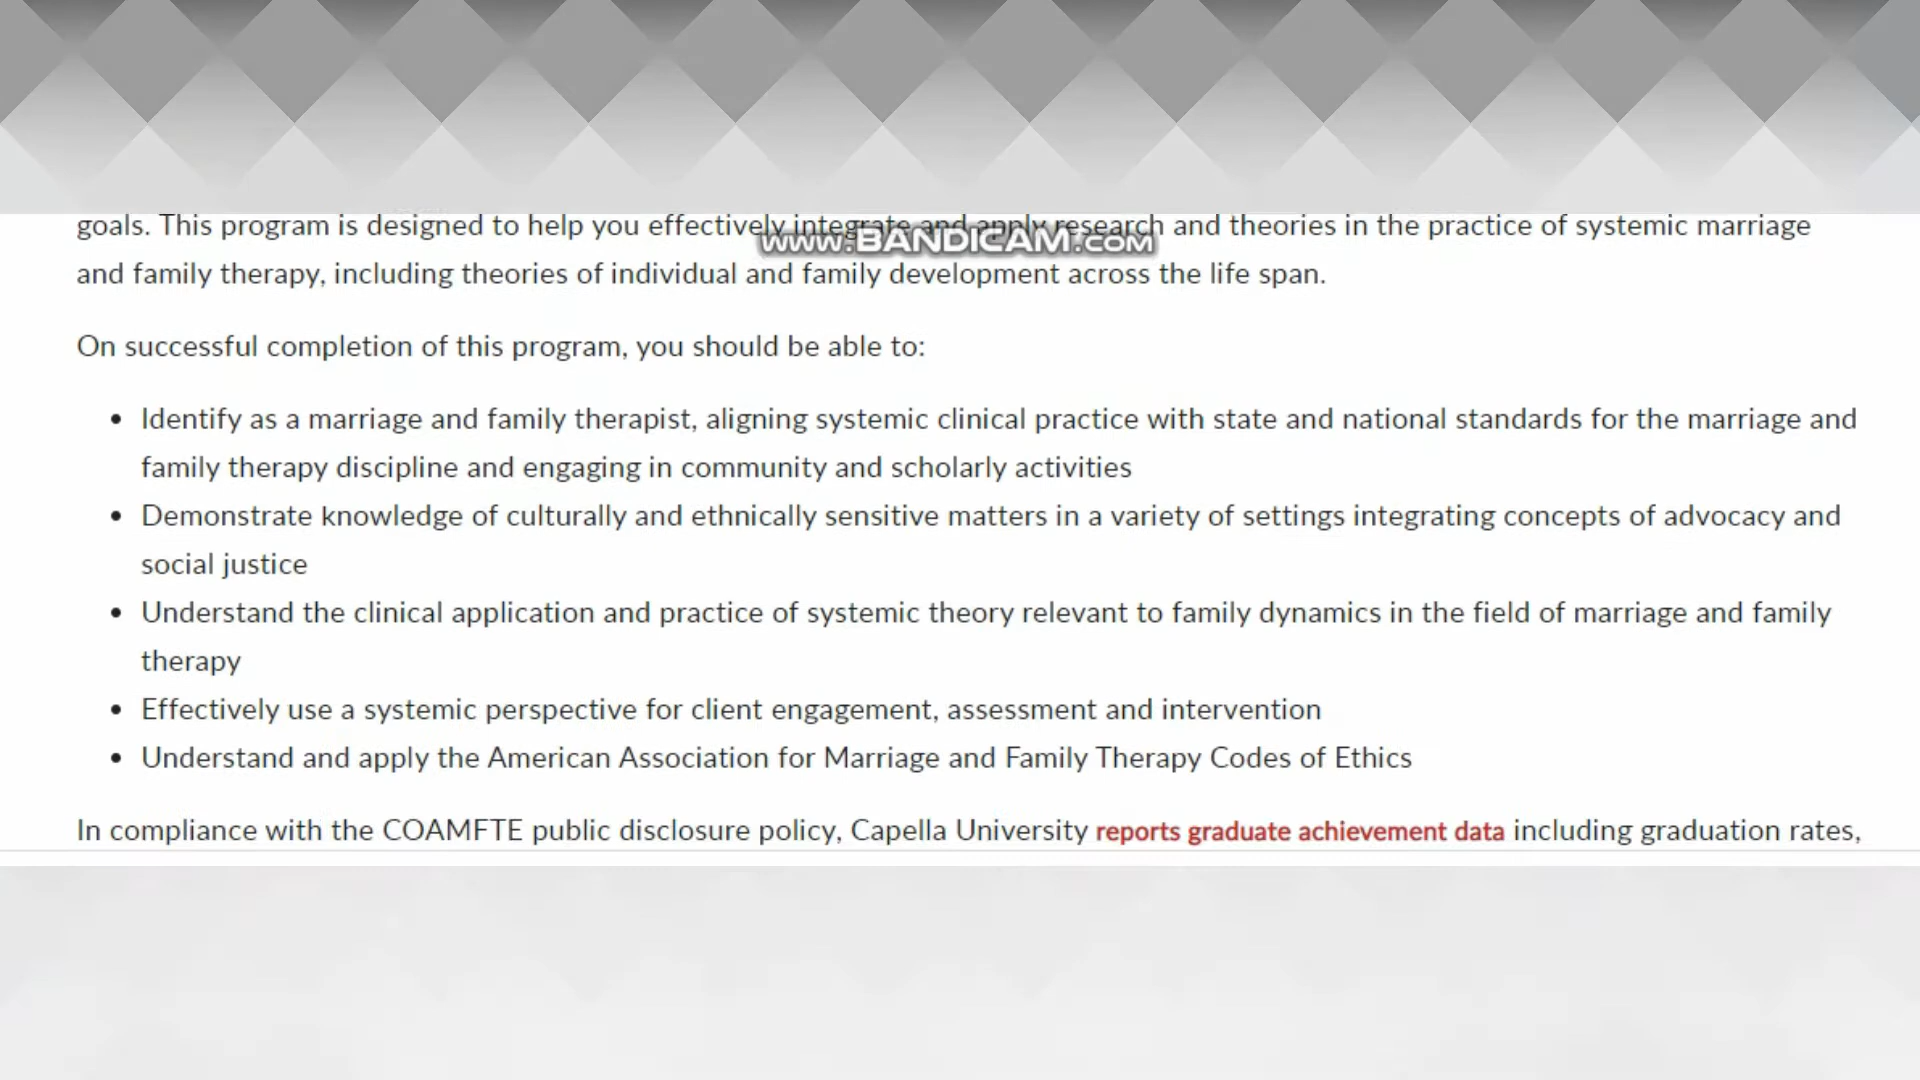 goals. This program is designed to help you effectively integrate and apply research and theories in the practice of systemic marriage
www.BANDICAM.com
and family therapy, including theories of individual and family development across the life span.
On successful completion of this program, you should be able to:
• Identify as a marriage and family therapist, aligning systemic clinical practice with state and national standards for the marriage and
family therapy discipline and engaging in community and scholarly activities
• Demonstrate knowledge of culturally and ethnically sensitive matters in a variety of settings integrating concepts of advocacy and
social justice
• Understand the clinical application and practice of systemic theory relevant to family dynamics in the field of marriage and family
therapy
• Effectively use a systemic perspective for client engagement, assessment and intervention
• Understand and apply the American Association for Marriage and Family Therapy Codes of Ethics
In compliance with the COAMFTE public disclosure policy, Capella University reports graduate achievement data including graduation rates,